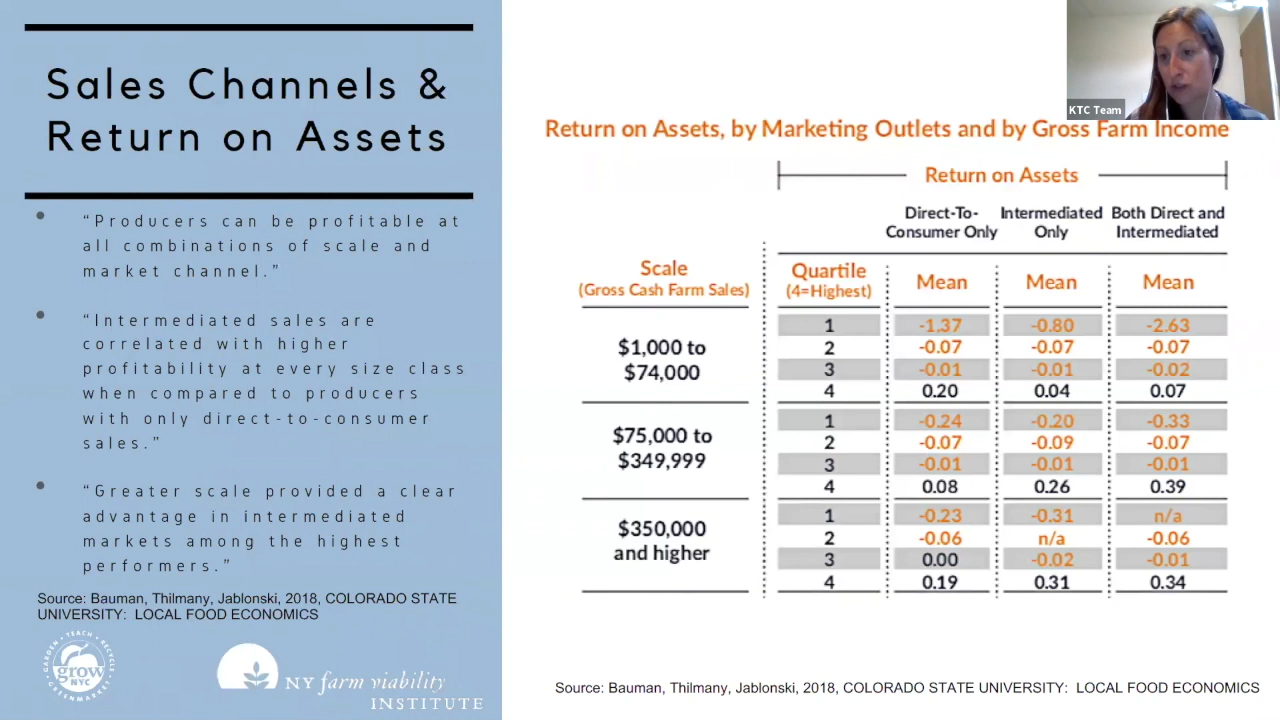 Sales Channels &
Return on Assets
• “Producers can be profitable at
all combinations of scale and
market channel.”
• “Intermediated sales are
correlated with higher
profitability at every size class
when compared to producers
with only direct-to-consumer
sales.”
• “Greater scale provided a clear
advantage in intermediated
markets among the highest
performers.”
Source: Bauman, Thilmany, Jablonski, 2018, COLORADO STATE
UNIVERSITY: LOCAL FOOD ECONOMICS
GARDEN • TEACH • RECYCLE
grow
NYC
GREENMARKET
NY farm viability
INSTITUTE
KTC Team
Return on Assets, by Marketing Outlets and by Gross Farm Income
Return on Assets
Direct-To-Consumer Only Intermediated Only Both Direct and Intermediated
Scale
(Gross Cash Farm Sales)
Quartile
(4=Highest)
Mean Mean Mean
$1,000 to
$74,000
1 -1.37 -0.80 -2.63
2 -0.07 -0.07 -0.07
3 -0.01 -0.01 -0.02
4 0.20 0.04 0.07
$75,000 to
$349,999
1 -0.24 -0.20 -0.33
2 -0.07 -0.09 -0.07
3 -0.01 -0.01 -0.01
4 0.08 0.26 0.39
$350,000
and higher
1 -0.23 -0.31 n/a
2 -0.06 n/a -0.06
3 0.00 -0.02 -0.01
4 0.19 0.31 0.34
Source: Bauman, Thilmany, Jablonski, 2018, COLORADO STATE UNIVERSITY: LOCAL FOOD ECONOMICS